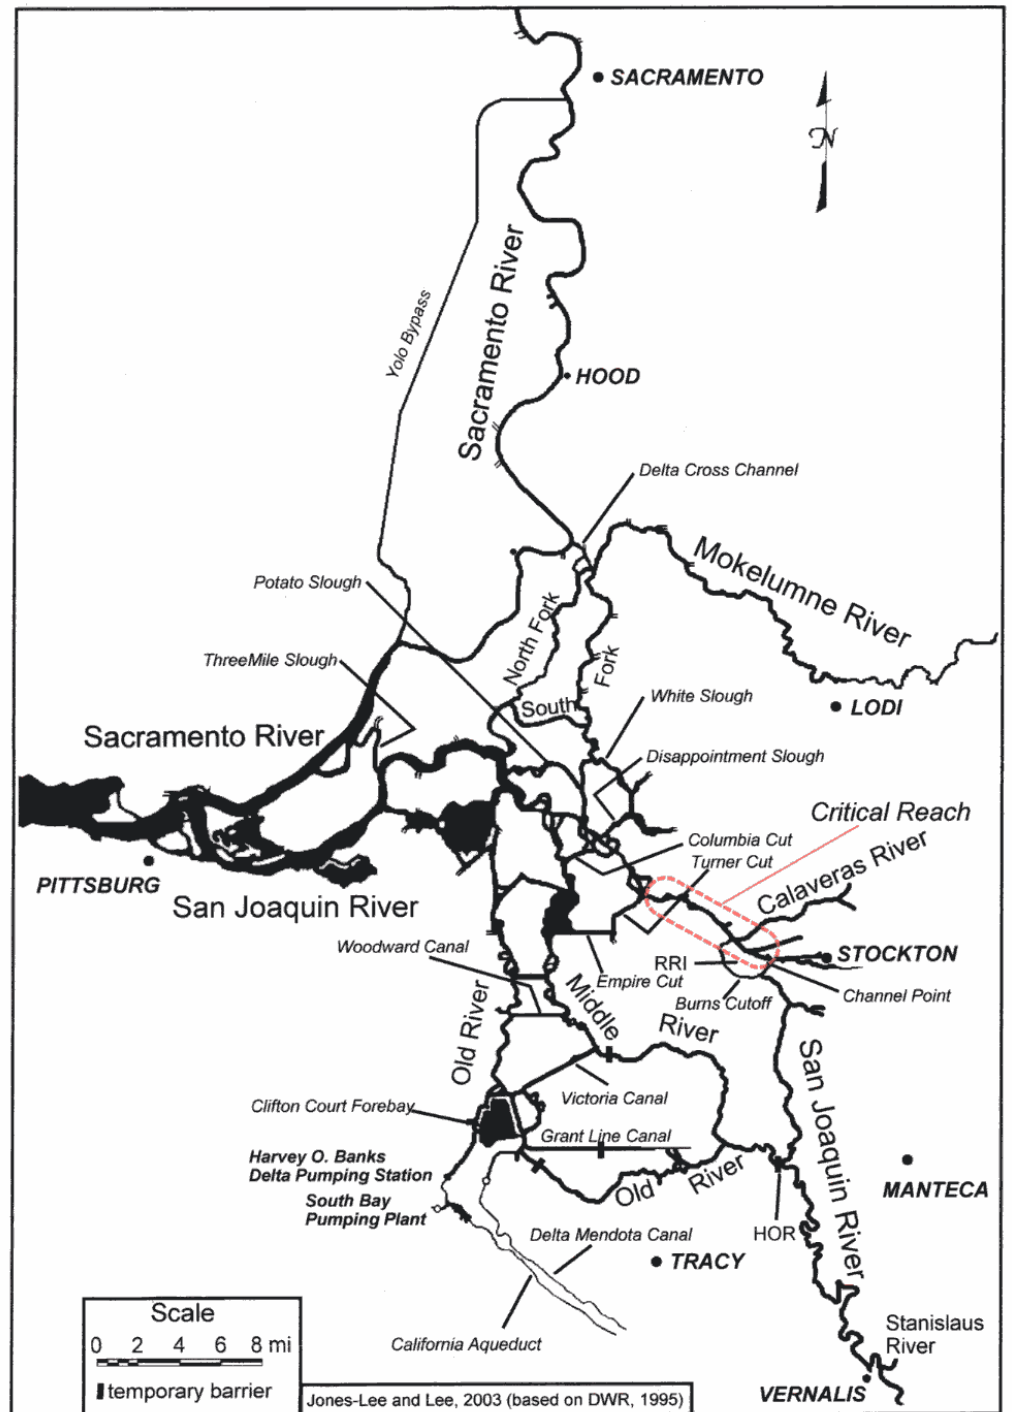 SACRAMENTO
N
Sacramento River
Yolo Bypass
HOOD
Delta Cross Channel
Mokelumne River
Potato Slough
North Fork
ThreeMile Slough
South Fork
White Slough
LODI
Sacramento River
Disappointment Slough
Critical Reach
Columbia Cut
Turner Cut
Calaveras River
PITTSBURG
San Joaquin River
Woodward Canal
STOCKTON
RRI
Empire Cut
Channel Point
Burns Cutoff
Middle River
Old River
San Joaquin River
Victoria Canal
Clifton Court Forebay
Grant Line Canal
Harvey O. Banks
Delta Pumping Station
Old River
MANTECA
South Bay
Pumping Plant
HOR
Delta Mendota Canal
TRACY
Scale
0 2 4 6 8 mi
temporary barrier
California Aqueduct
Stanislaus
River
VERNALIS
Jones-Lee and Lee, 2003 (based on DWR, 1995)